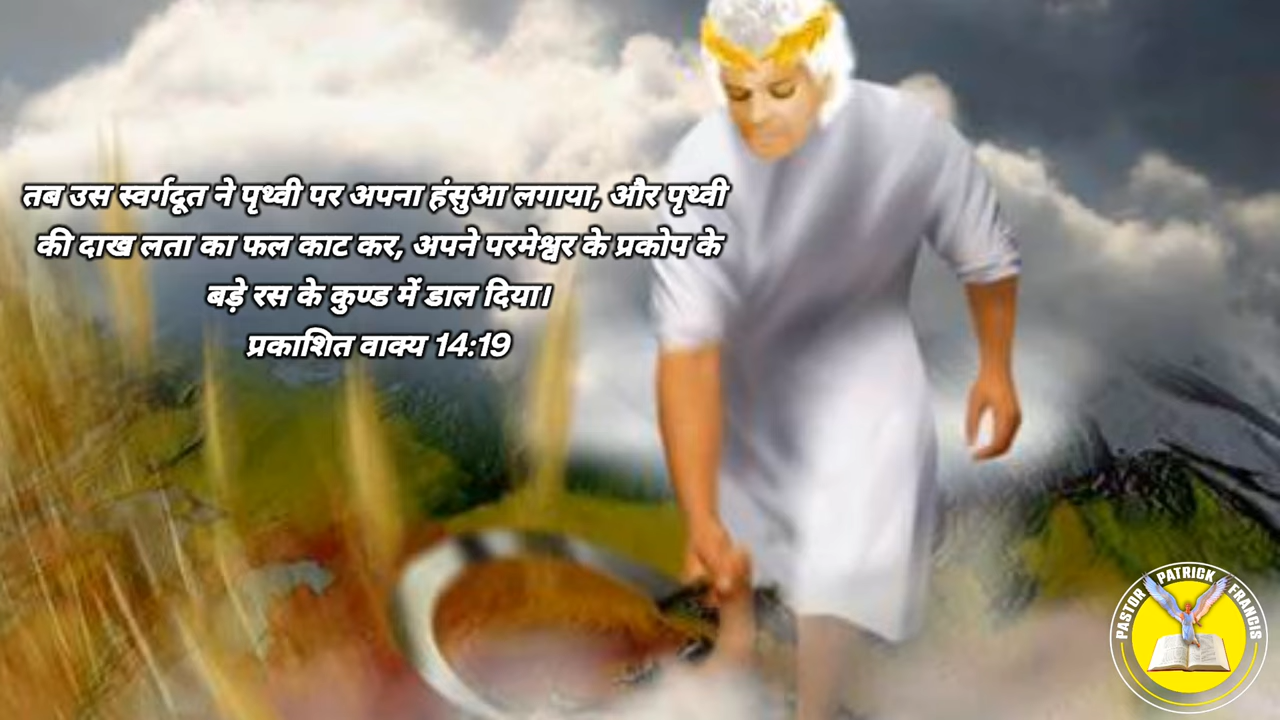 तब उस स्वर्गदूत ने पृथ्वी पर अपना हंसुआ लगाया, और पृथ्वी
की दाख लता का फल काट कर, अपने परमेश्वर के प्रकोप के
बड़े रस के कुण्ड में डाल दिया।
प्रकाशित वाक्य 14:19
PASTOR PATRICK FRANCIS